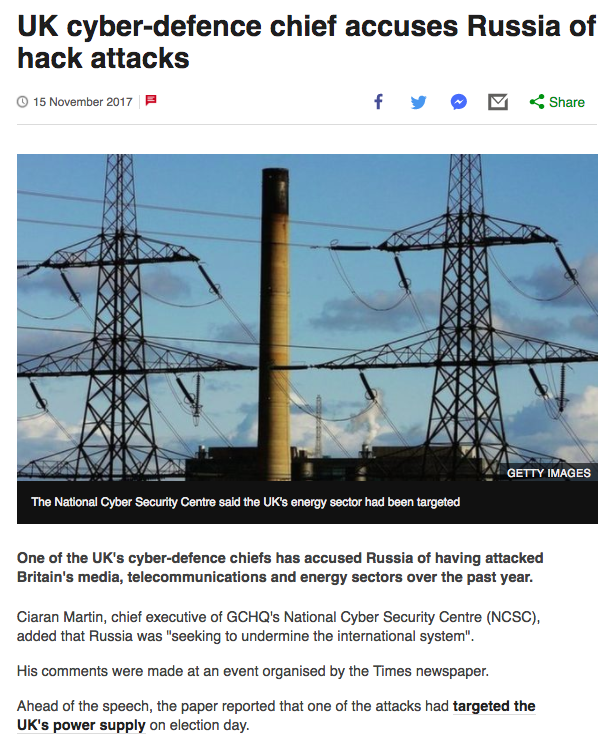 UK cyber-defence chief accuses Russia of
hack attacks
15 November 2017
Share
GETTY IMAGES
The National Cyber Security Centre said the UK's energy sector had been targeted
One of the UK's cyber-defence chiefs has accused Russia of having attacked
Britain's media, telecommunications and energy sectors over the past year.
Ciaran Martin, chief executive of GCHQ's National Cyber Security Centre (NCSC),
added that Russia was "seeking to undermine the international system".
His comments were made at an event organised by the Times newspaper.
Ahead of the speech, the paper reported that one of the attacks had targeted the
UK's power supply on election day.